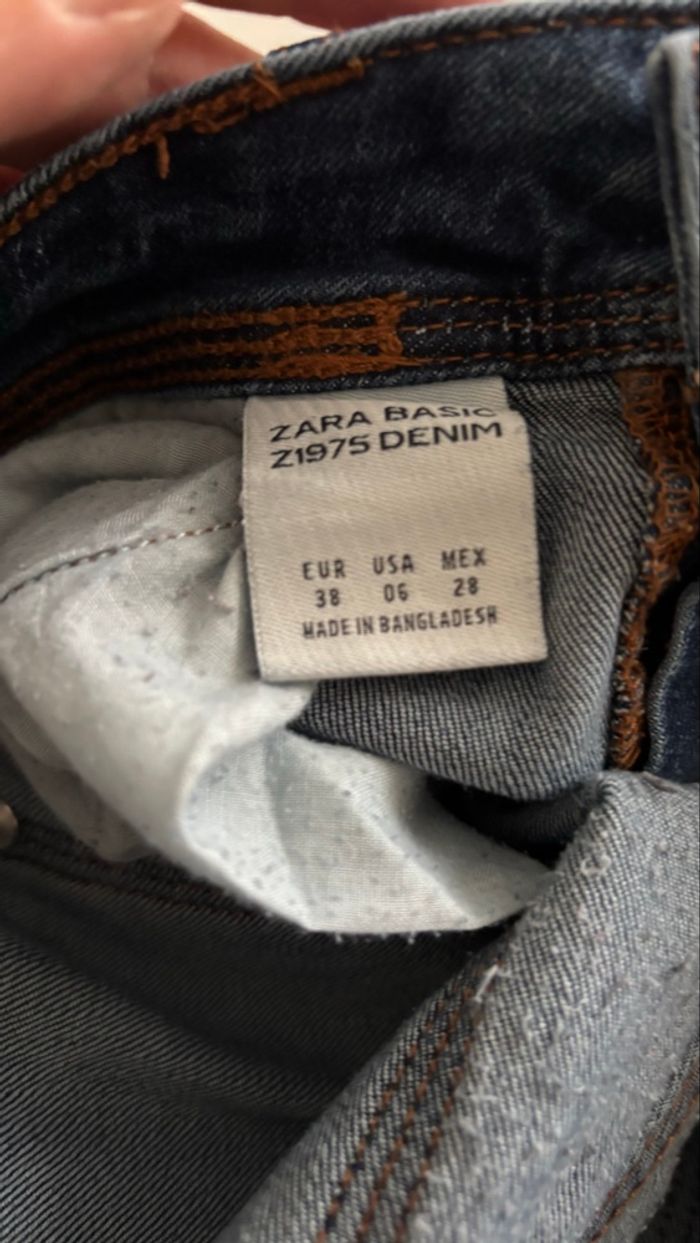 ZARA BASIC
Z1975 DENIM
EUR USA MEX
38 06 28
MADE IN BANGLADESH